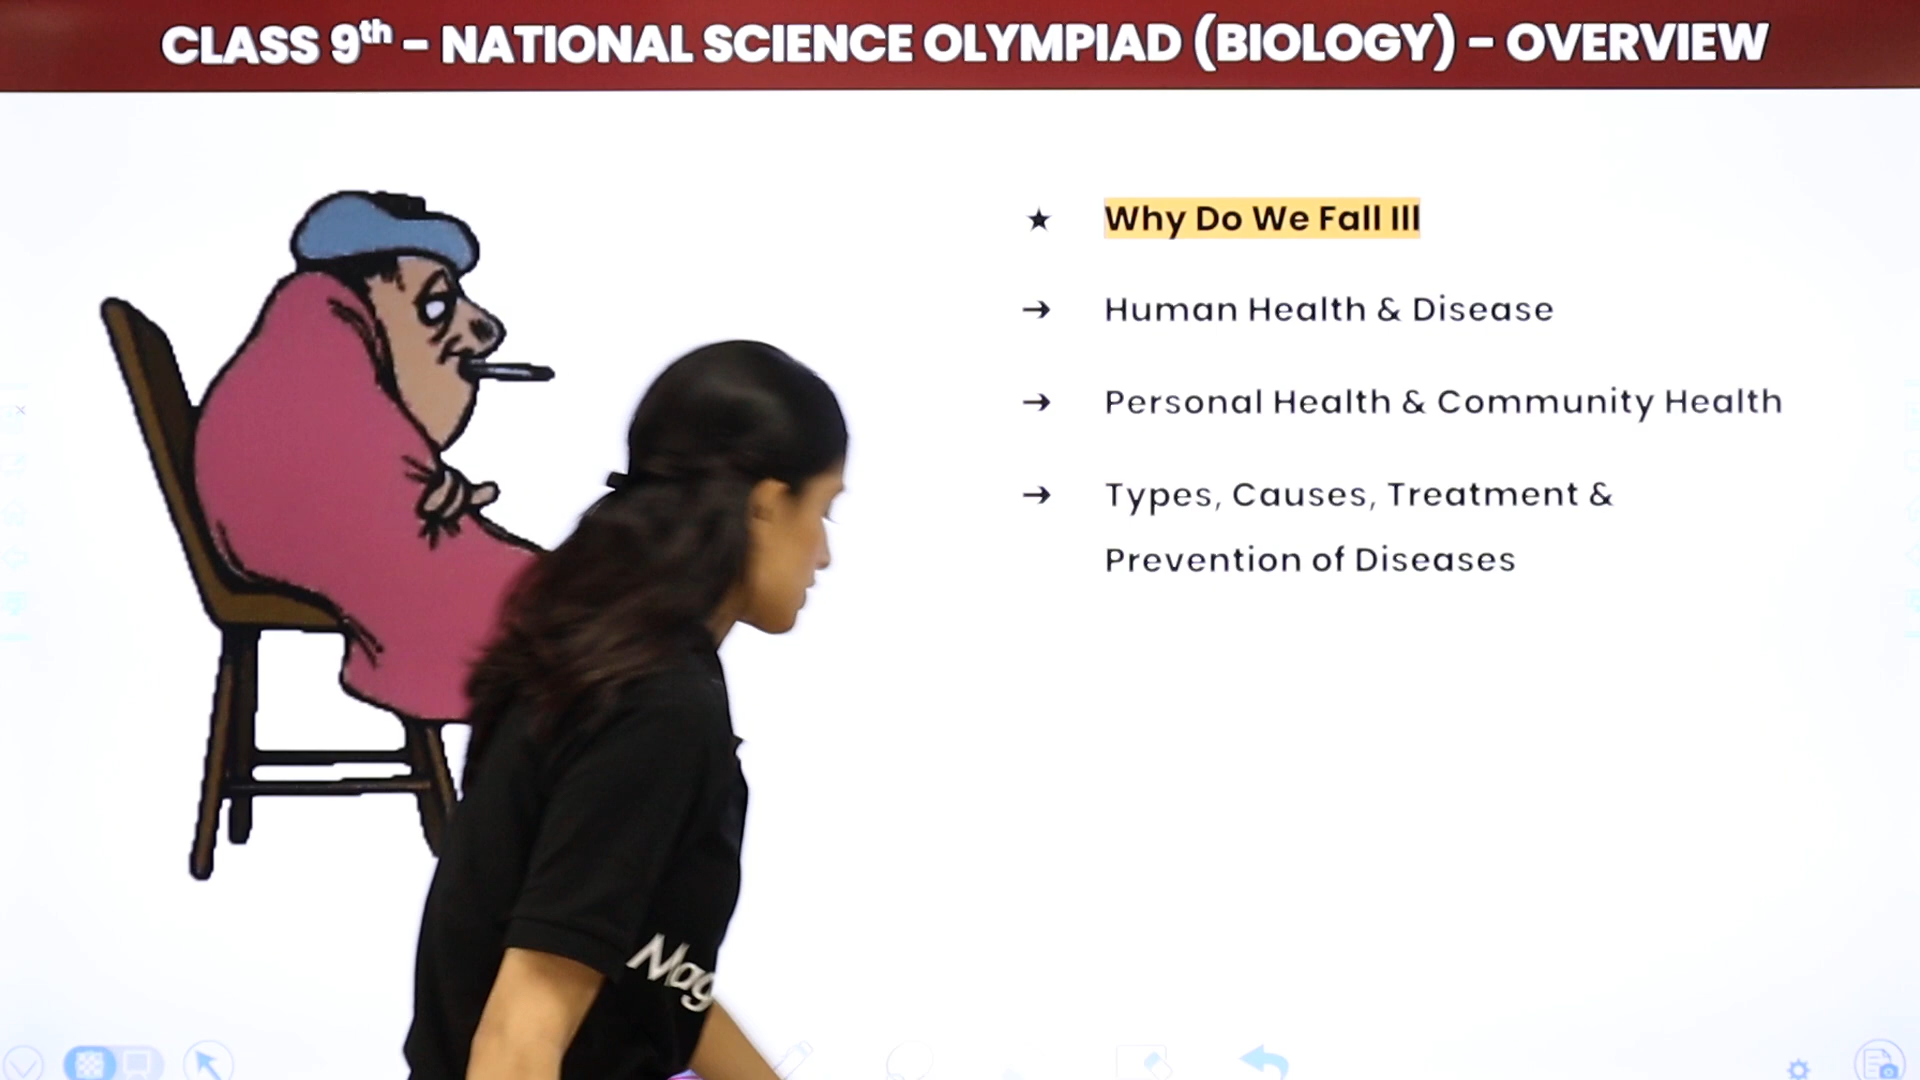 CLASS 9th - NATIONAL SCIENCE OLYMPIAD (BIOLOGY) - OVERVIEW
★ Why Do We Fall Ill
→ Human Health & Disease
→ Personal Health & Community Health
→ Types, Causes, Treatment &
Prevention of Diseases
Mag